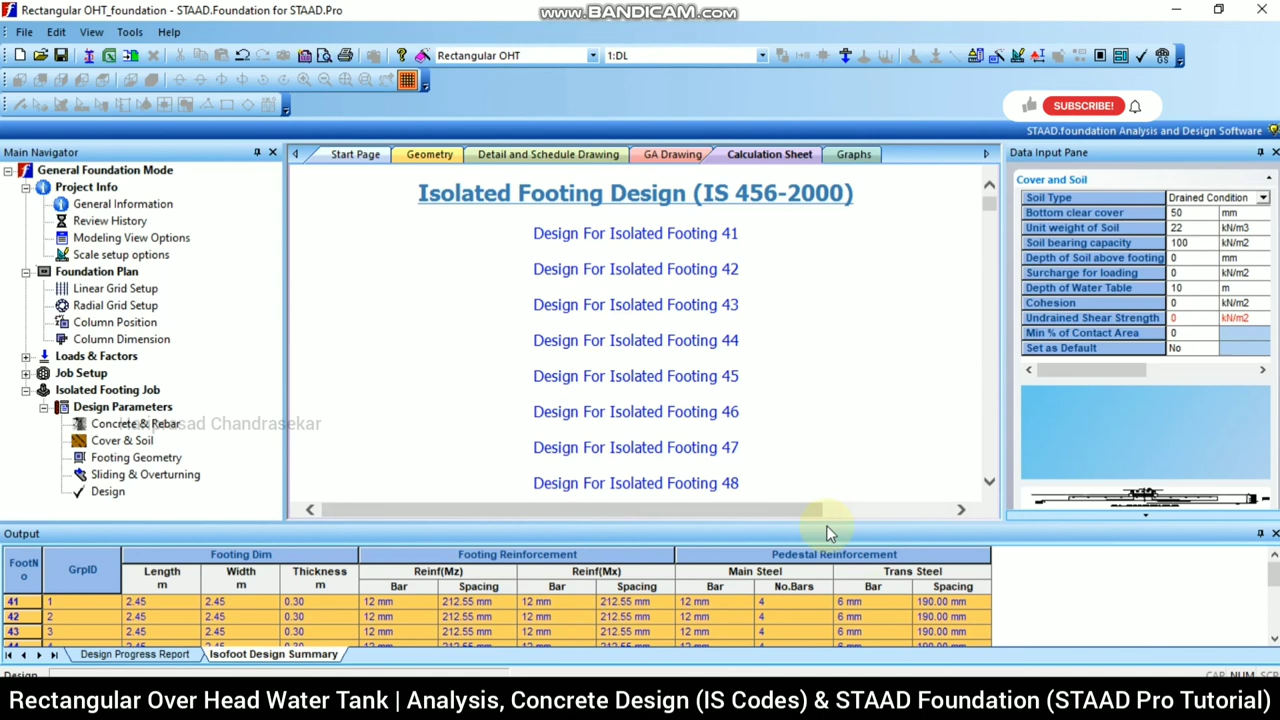 Rectangular OHT_foundation - STAAD.Foundation for STAAD.Pro
www.BANDICAM.com
File Edit View Tools Help
Rectangular OHT 1:DL
SUBSCRIBE!
STAAD.foundation Analysis and Design Software
Main Navigator
General Foundation Mode
Project Info
General Information
Review History
Modeling View Options
Scale setup options
Foundation Plan
Linear Grid Setup
Radial Grid Setup
Column Position
Column Dimension
Loads & Factors
Job Setup
Isolated Footing Job
Design Parameters
Concrete & Rebar
Hariprasad Chandrasekar
Cover & Soil
Footing Geometry
Sliding & Overturning
Design
Start Page Geometry Detail and Schedule Drawing GA Drawing Calculation Sheet Graphs
Isolated Footing Design (IS 456-2000)
Design For Isolated Footing 41
Design For Isolated Footing 42
Design For Isolated Footing 43
Design For Isolated Footing 44
Design For Isolated Footing 45
Design For Isolated Footing 46
Design For Isolated Footing 47
Design For Isolated Footing 48
Data Input Pane
Cover and Soil
Soil Type Drained Condition
Bottom clear cover 50 mm
Unit weight of Soil 22 kN/m3
Soil bearing capacity 100 kN/m2
Depth of Soil above footing 0 mm
Surcharge for loading 0 kN/m2
Depth of Water Table 10 m
Cohesion 0 kN/m2
Undrained Shear Strength 0 kN/m2
Min % of Contact Area 0
Set as Default No
Output
FootN o GrpID Footing Dim Footing Reinforcement Pedestal Reinforcement
Length Width Thickness Reinf(Mz) Reinf(Mx) Main Steel Trans Steel
m m m Bar Spacing Bar Spacing Bar No.Bars Bar Spacing
41 1 2.45 2.45 0.30 12 mm 212.55 mm 12 mm 212.55 mm 12 mm 4 6 mm 190.00 mm
42 2 2.45 2.45 0.30 12 mm 212.55 mm 12 mm 212.55 mm 12 mm 4 6 mm 190.00 mm
43 3 2.45 2.45 0.30 12 mm 212.55 mm 12 mm 212.55 mm 12 mm 4 6 mm 190.00 mm
Design Progress Report Isofoot Design Summary
Design CAP NUM SCR
Rectangular Over Head Water Tank | Analysis, Concrete Design (IS Codes) & STAAD Foundation (STAAD Pro Tutorial)